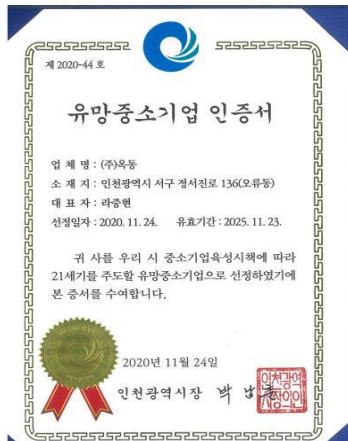 제 2020-44 호
유망중소기업 인증서
업 체 명 : (주)옥동
소 재 지 : 인천광역시 서구 정서진로 136(오류동)
대 표 자 : 라중현
선정일자 : 2020. 11. 24. 유효기간 : 2025. 11. 23.
귀 사를 우리 시 중소기업육성시책에 따라
21세기를 주도할 유망중소기업으로 선정하였기에
본 증서를 수여합니다.
2020년 11월 24일
인천광역시장 박